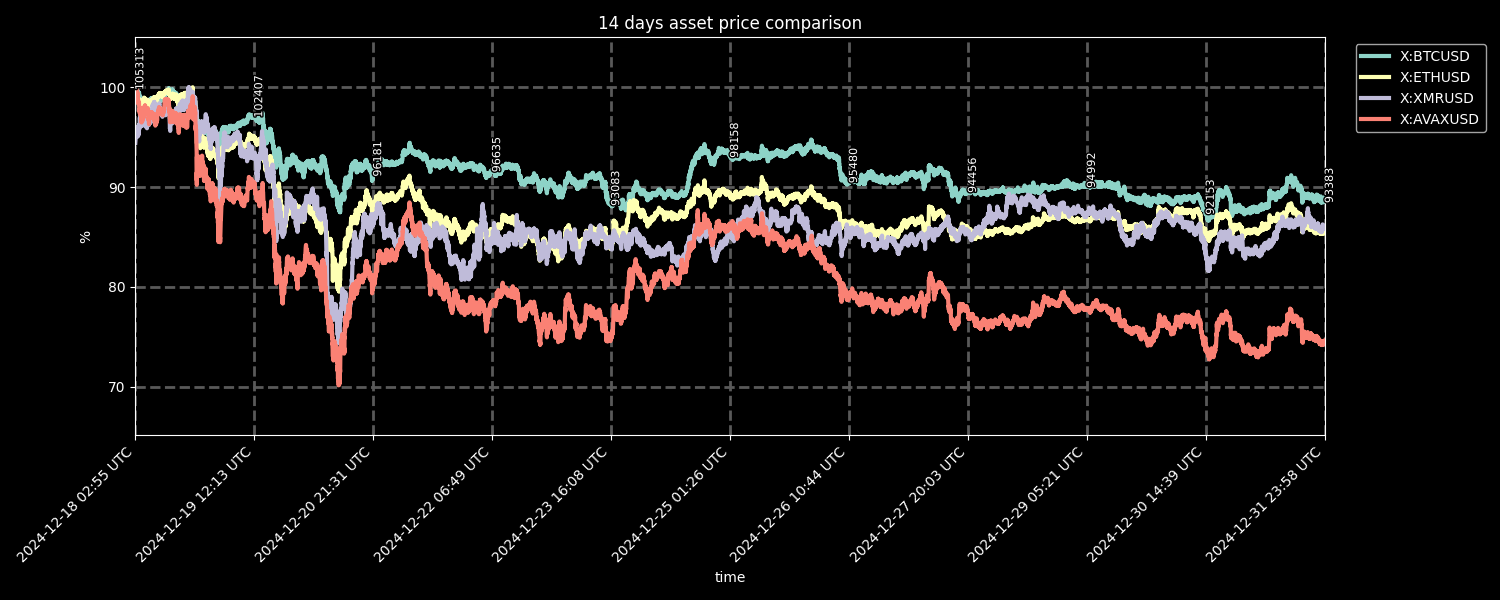 14 days asset price comparison
X:BTCUSD
X:ETHUSD
X:XMRUSD
X:AVAXUSD
100
90
80
70
%
105313
102407
96181
96635
93083
98158
95480
94456
94992
92153
93383
2024-12-18 02:55 UTC
2024-12-19 12:13 UTC
2024-12-20 21:31 UTC
2024-12-22 06:49 UTC
2024-12-23 16:08 UTC
2024-12-25 01:26 UTC
2024-12-26 10:44 UTC
2024-12-27 20:03 UTC
2024-12-29 05:21 UTC
2024-12-30 14:39 UTC
2024-12-31 23:58 UTC
time